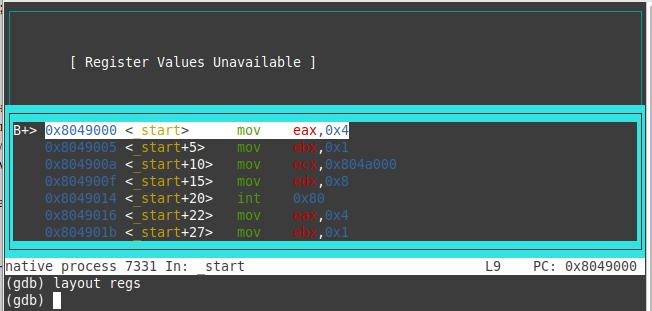 [ Register Values Unavailable ]
B+> 0x8049000 <_start> mov eax,0x4
0x8049005 <_start+5> mov ebx,0x1
0x804900a <_start+10> mov ecx,0x804a000
0x804900f <_start+15> mov edx,0x8
0x8049014 <_start+20> int 0x80
0x8049016 <_start+22> mov eax,0x4
0x804901b <_start+27> mov ebx,0x1
native process 7331 In: _start L9 PC: 0x8049000
(gdb) layout regs
(gdb)